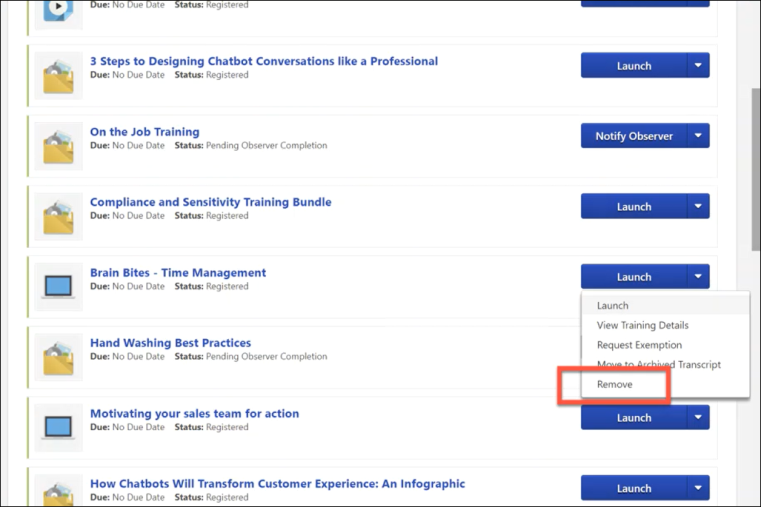 Due: No Due Date Status: Registered
3 Steps to Designing Chatbot Conversations like a Professional
Due: No Due Date Status: Registered
Launch
On the Job Training
Due: No Due Date Status: Pending Observer Completion
Notify Observer
Compliance and Sensitivity Training Bundle
Due: No Due Date Status: Registered
Launch
Brain Bites - Time Management
Due: No Due Date Status: Registered
Launch
Launch
View Training Details
Request Exemption
Move to Archived Transcript
Remove
Hand Washing Best Practices
Due: No Due Date Status: Pending Observer Completion
Motivating your sales team for action
Due: No Due Date Status: Registered
Launch
How Chatbots Will Transform Customer Experience: An Infographic
Due: No Due Date Status: Registered
Launch